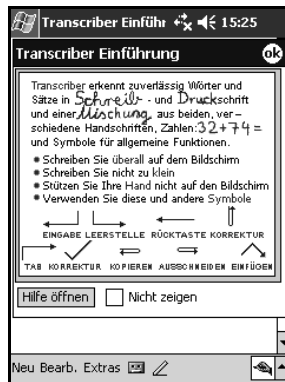 Transcriber Einführ 15:25
Transcriber Einführung ok
Transcriber erkennt zuverlässig Wörter und
Sätze in Schreib- und Druckschrift
und einer Mischung aus beiden, ver-
schiedene Handschriften, Zahlen: 32+74=
und Symbole für allgemeine Funktionen.
• Schreiben Sie überall auf dem Bildschirm
• Schreiben Sie nicht zu klein
• Stützen Sie Ihre Hand nicht auf den Bildschirm
• Verwenden Sie diese und andere Symbole
EINGABE LEERSTELLE RÜCKTASTE KORREKTUR
TAB KORREKTUR KOPIEREN AUSSCHNEIDEN EINFÜGEN
Hilfe öffnen Nicht zeigen
Neu Bearb. Extras